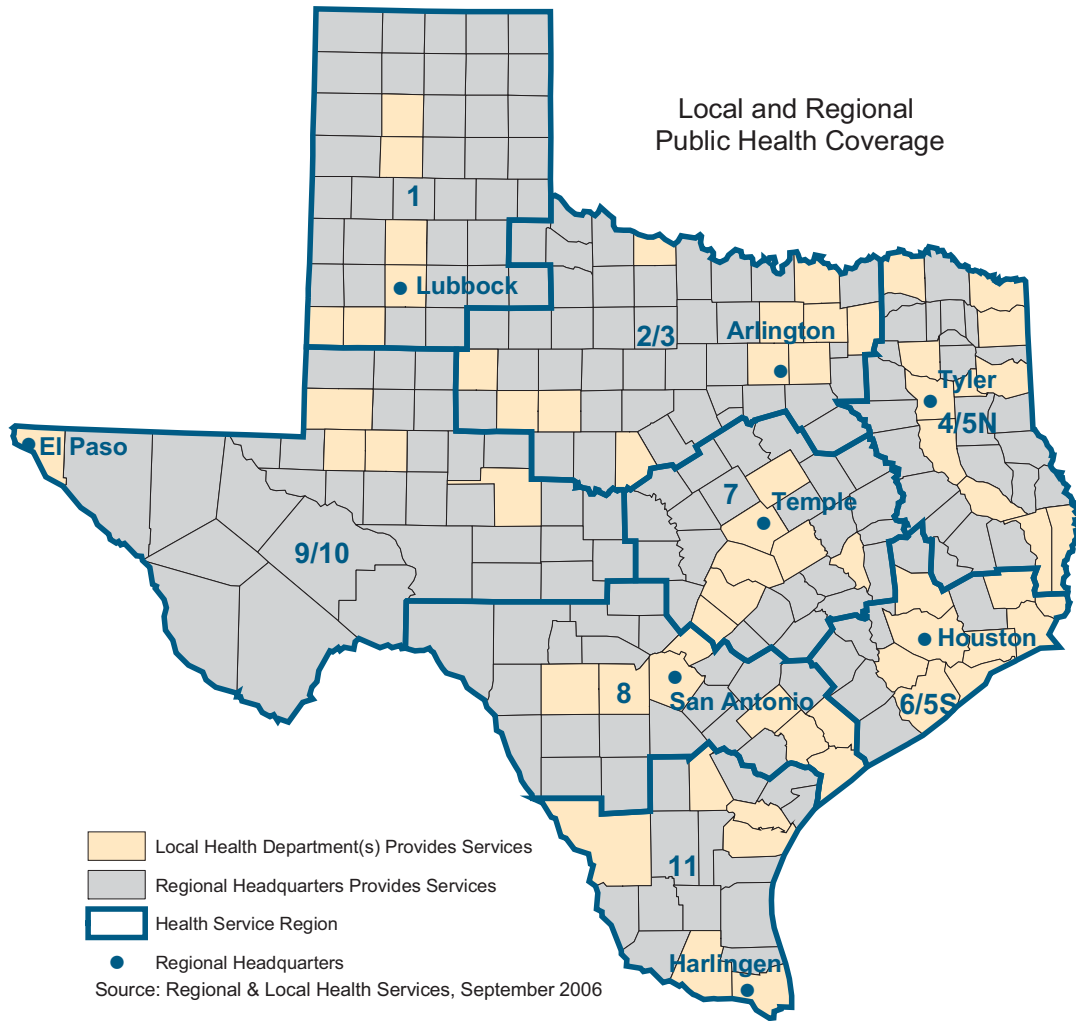 Local and Regional
Public Health Coverage
1
Lubbock
2/3
Arlington
Tyler
4/5N
El Paso
7
Temple
9/10
Houston
8
San Antonio
6/5S
11
Harlingen
Local Health Department(s) Provides Services
Regional Headquarters Provides Services
Health Service Region
Regional Headquarters
Source: Regional & Local Health Services, September 2006